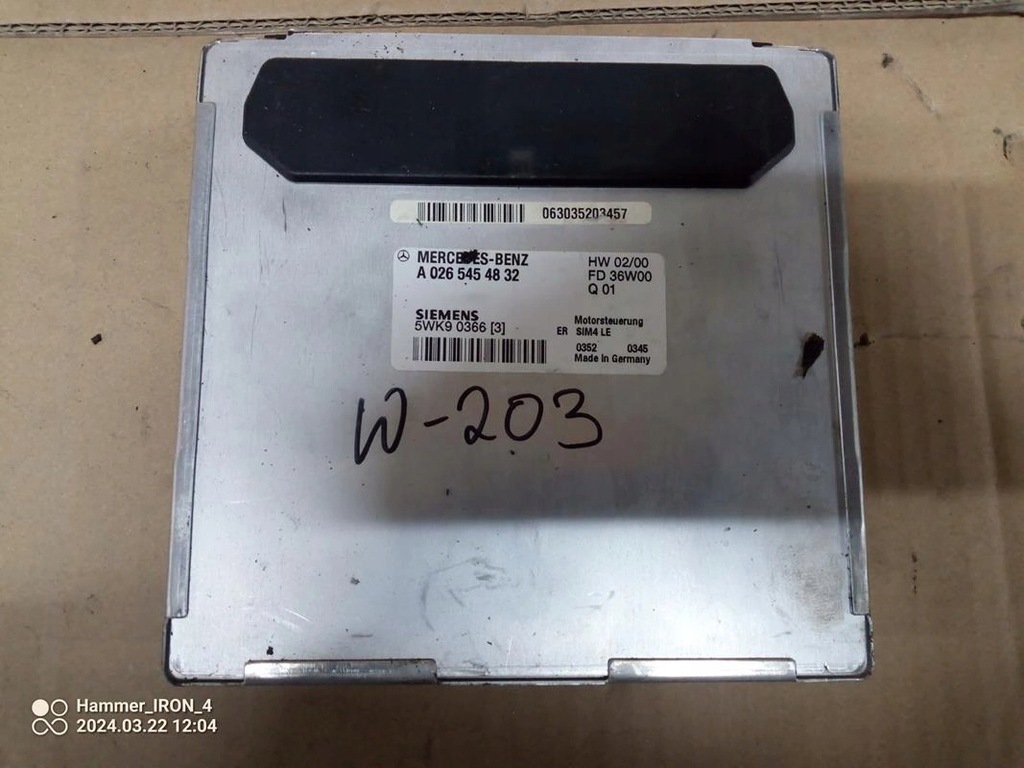 063035203457
MERCEDES-BENZ
A 026 545 48 32
HW 02/00
FD 36W00
Q 01
SIEMENS
5WK9 0366 [3]
Motorsteuerung
ER SIM4 LE
0352 0345
Made In Germany
W-203
Hammer_IRON_4
2024.03.22 12:04